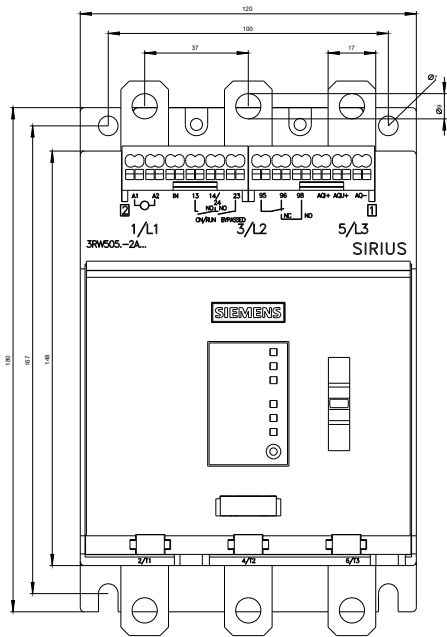 120
100
37
17
Ø7
Ø9
A1 A2 IN 13 14/24 23 95 96 98 AQI+ AQU+ AQ-
NO NO NC NO
ON/RUN BYPASSED
2 1
1/L1 3/L2 5/L3
3RW505.-2A...
SIRIUS
SIEMENS
180
167
148
2/T1 4/T2 6/T3